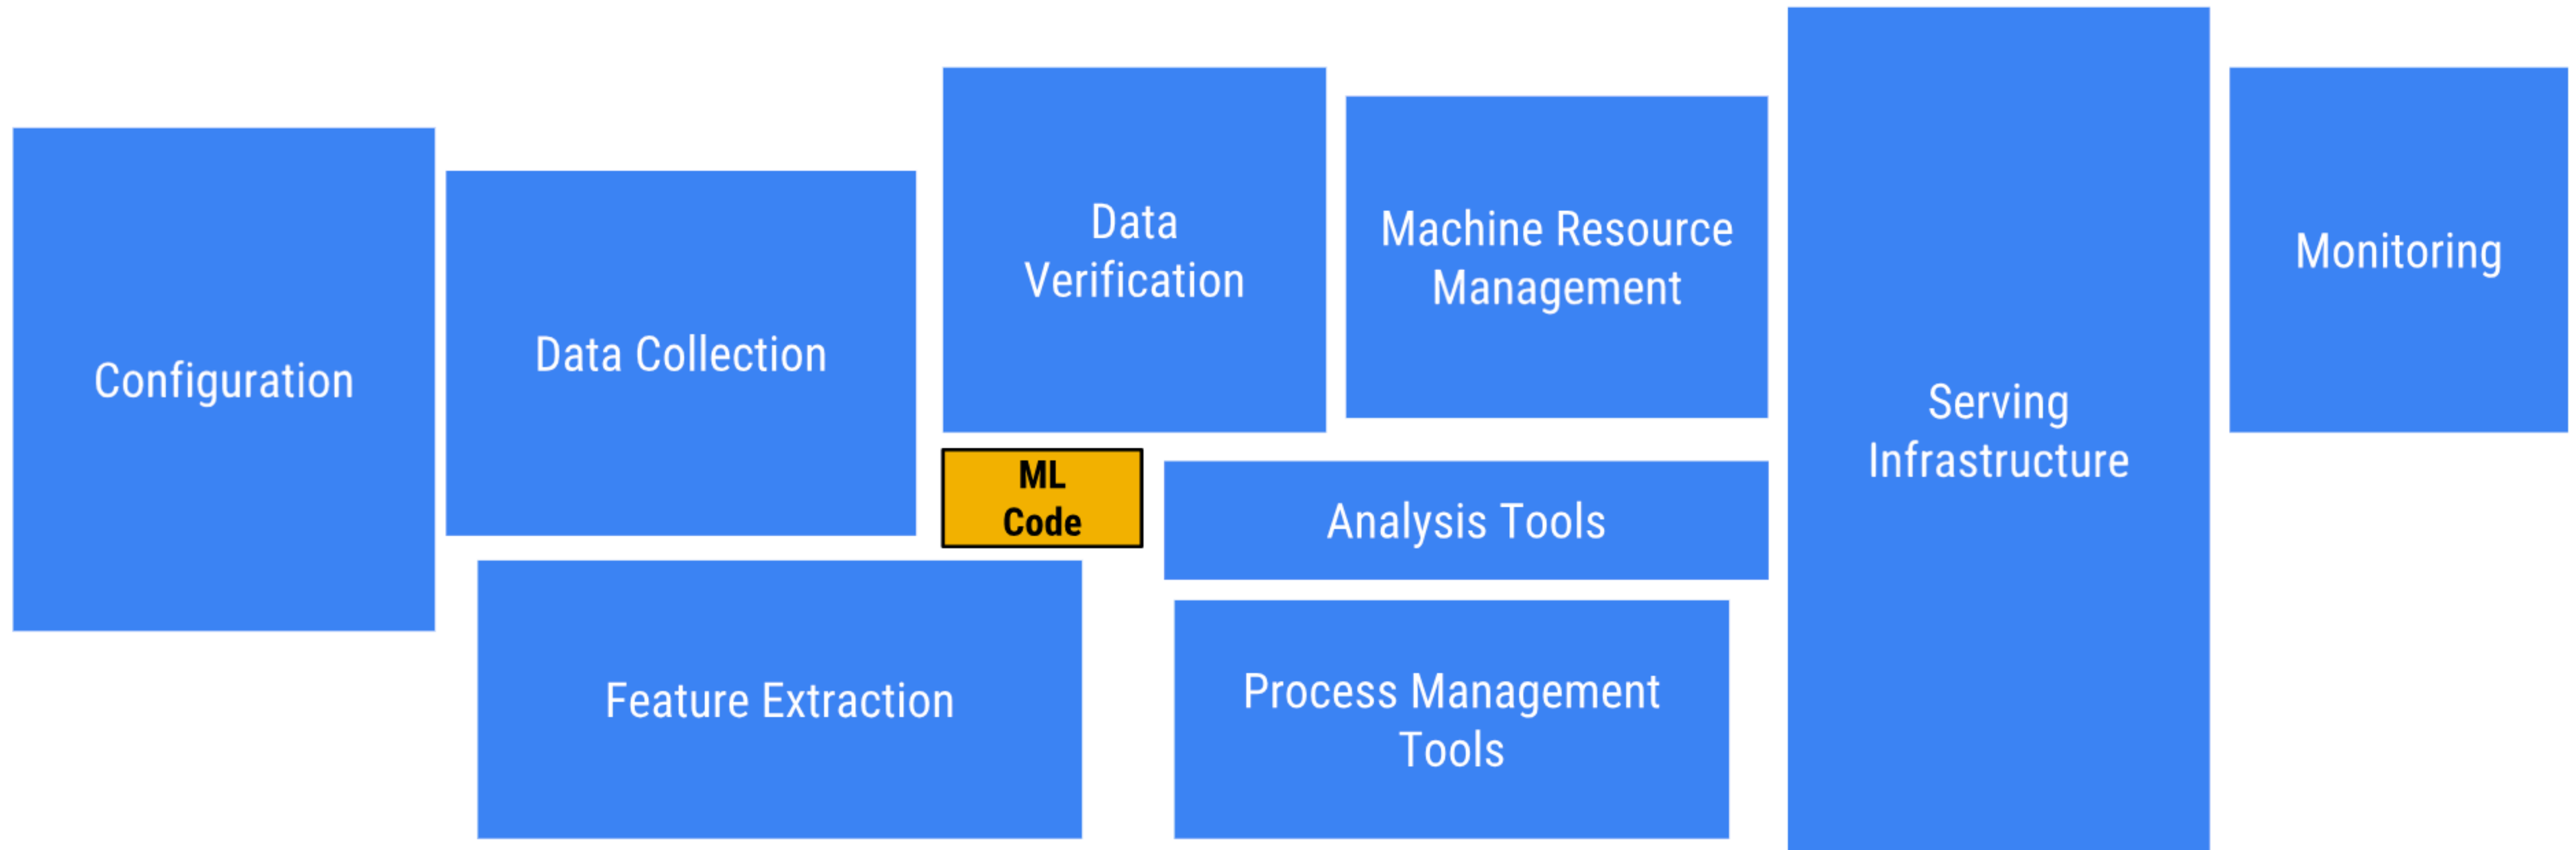 Configuration
Data Collection
Data
Verification
Machine Resource
Management
Serving
Infrastructure
Monitoring
ML
Code
Analysis Tools
Feature Extraction
Process Management
Tools